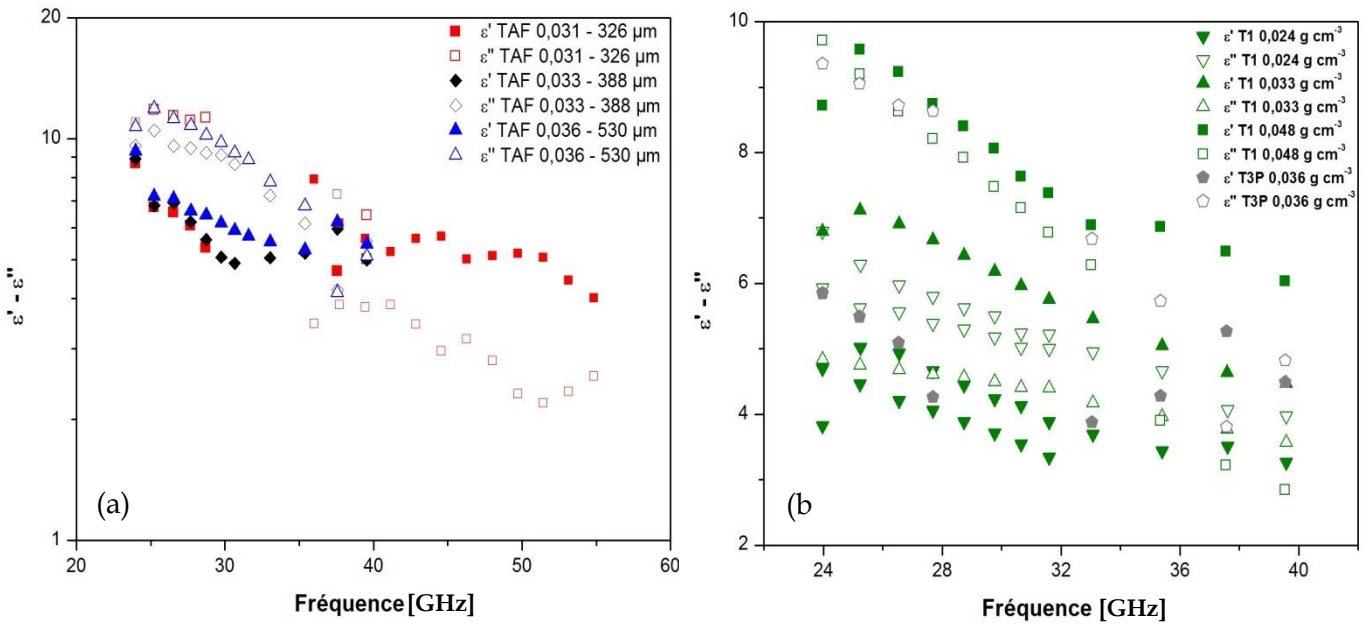 20
10
1
ε' - ε''
ε' TAF 0,031 - 326 µm
ε'' TAF 0,031 - 326 µm
ε' TAF 0,033 - 388 µm
ε'' TAF 0,033 - 388 µm
ε' TAF 0,036 - 530 µm
ε'' TAF 0,036 - 530 µm
(a)
20 30 40 50 60
Fréquence [GHz]
10
8
6
4
2
ε' - ε''
ε' T1 0,024 g cm⁻³
ε'' T1 0,024 g cm⁻³
ε' T1 0,033 g cm⁻³
ε'' T1 0,033 g cm⁻³
ε' T1 0,048 g cm⁻³
ε'' T1 0,048 g cm⁻³
ε' T3P 0,036 g cm⁻³
ε'' T3P 0,036 g cm⁻³
(b
24 28 32 36 40
Fréquence [GHz]